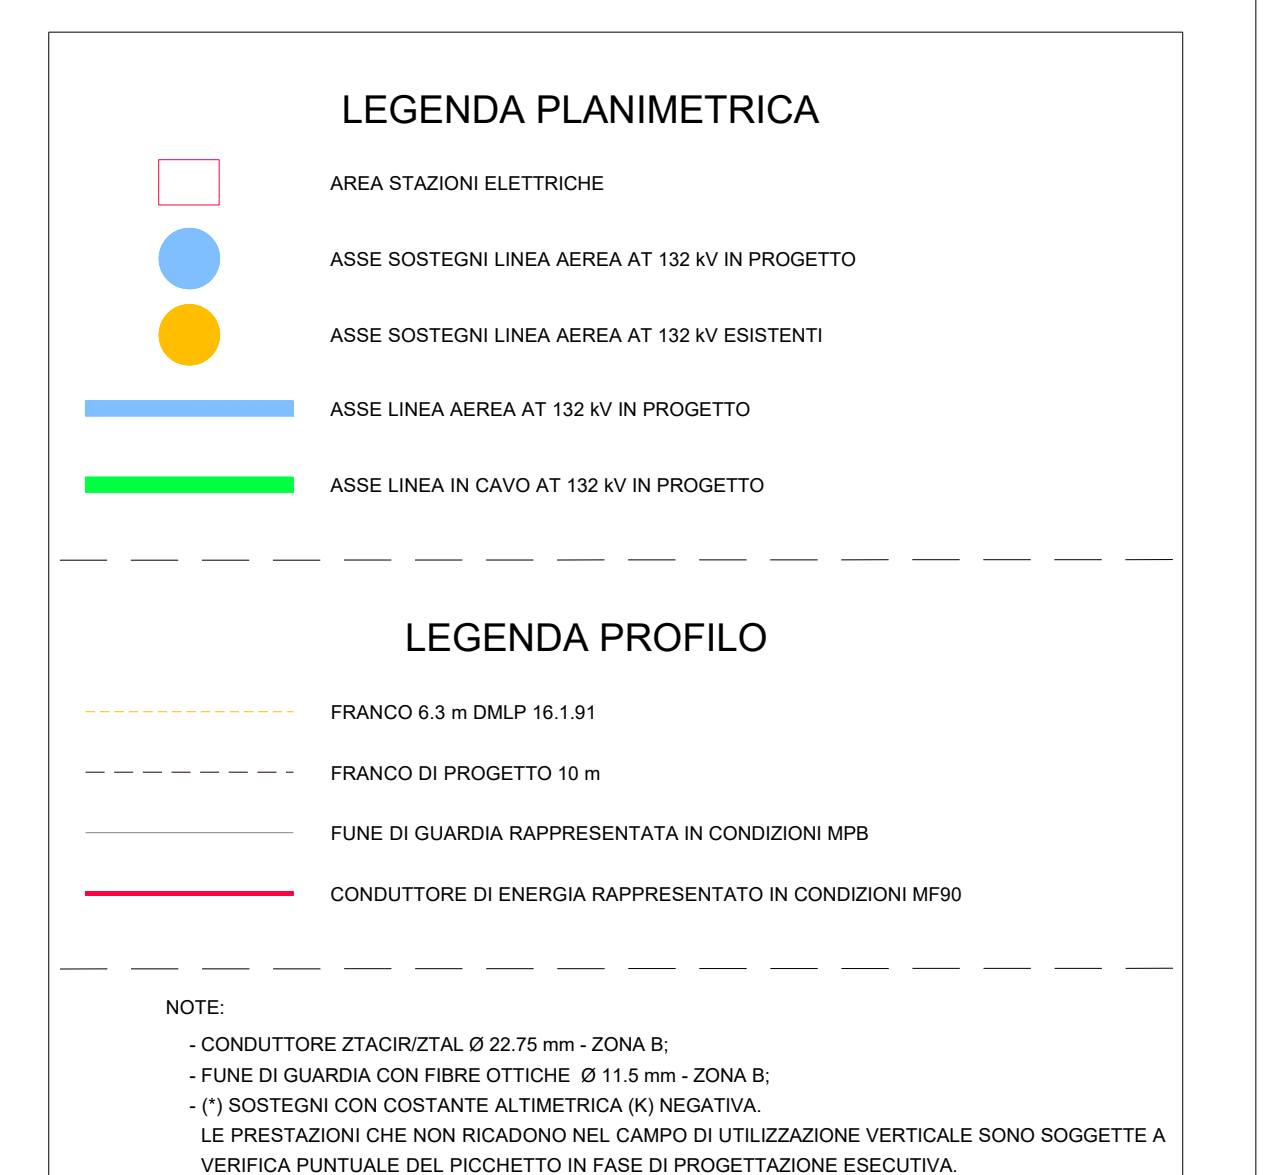 LEGENDA PLANIMETRICA
AREA STAZIONI ELETTRICHE
ASSE SOSTEGNI LINEA AEREA AT 132 kV IN PROGETTO
ASSE SOSTEGNI LINEA AEREA AT 132 kV ESISTENTI
ASSE LINEA AEREA AT 132 kV IN PROGETTO
ASSE LINEA IN CAVO AT 132 kV IN PROGETTO
LEGENDA PROFILO
FRANCO 6.3 m DMLP 16.1.91
FRANCO DI PROGETTO 10 m
FUNE DI GUARDIA RAPPRESENTATA IN CONDIZIONI MPB
CONDUTTORE DI ENERGIA RAPPRESENTATO IN CONDIZIONI MF90
NOTE:
- CONDUTTORE ZTACIR/ZTAL Ø 22.75 mm - ZONA B;
- FUNE DI GUARDIA CON FIBRE OTTICHE Ø 11.5 mm - ZONA B;
- (*) SOSTEGNI CON COSTANTE ALTIMETRICA (K) NEGATIVA.
LE PRESTAZIONI CHE NON RICADONO NEL CAMPO DI UTILIZZAZIONE VERTICALE SONO SOGGETTE A
VERIFICA PUNTUALE DEL PICCHETTO IN FASE DI PROGETTAZIONE ESECUTIVA.